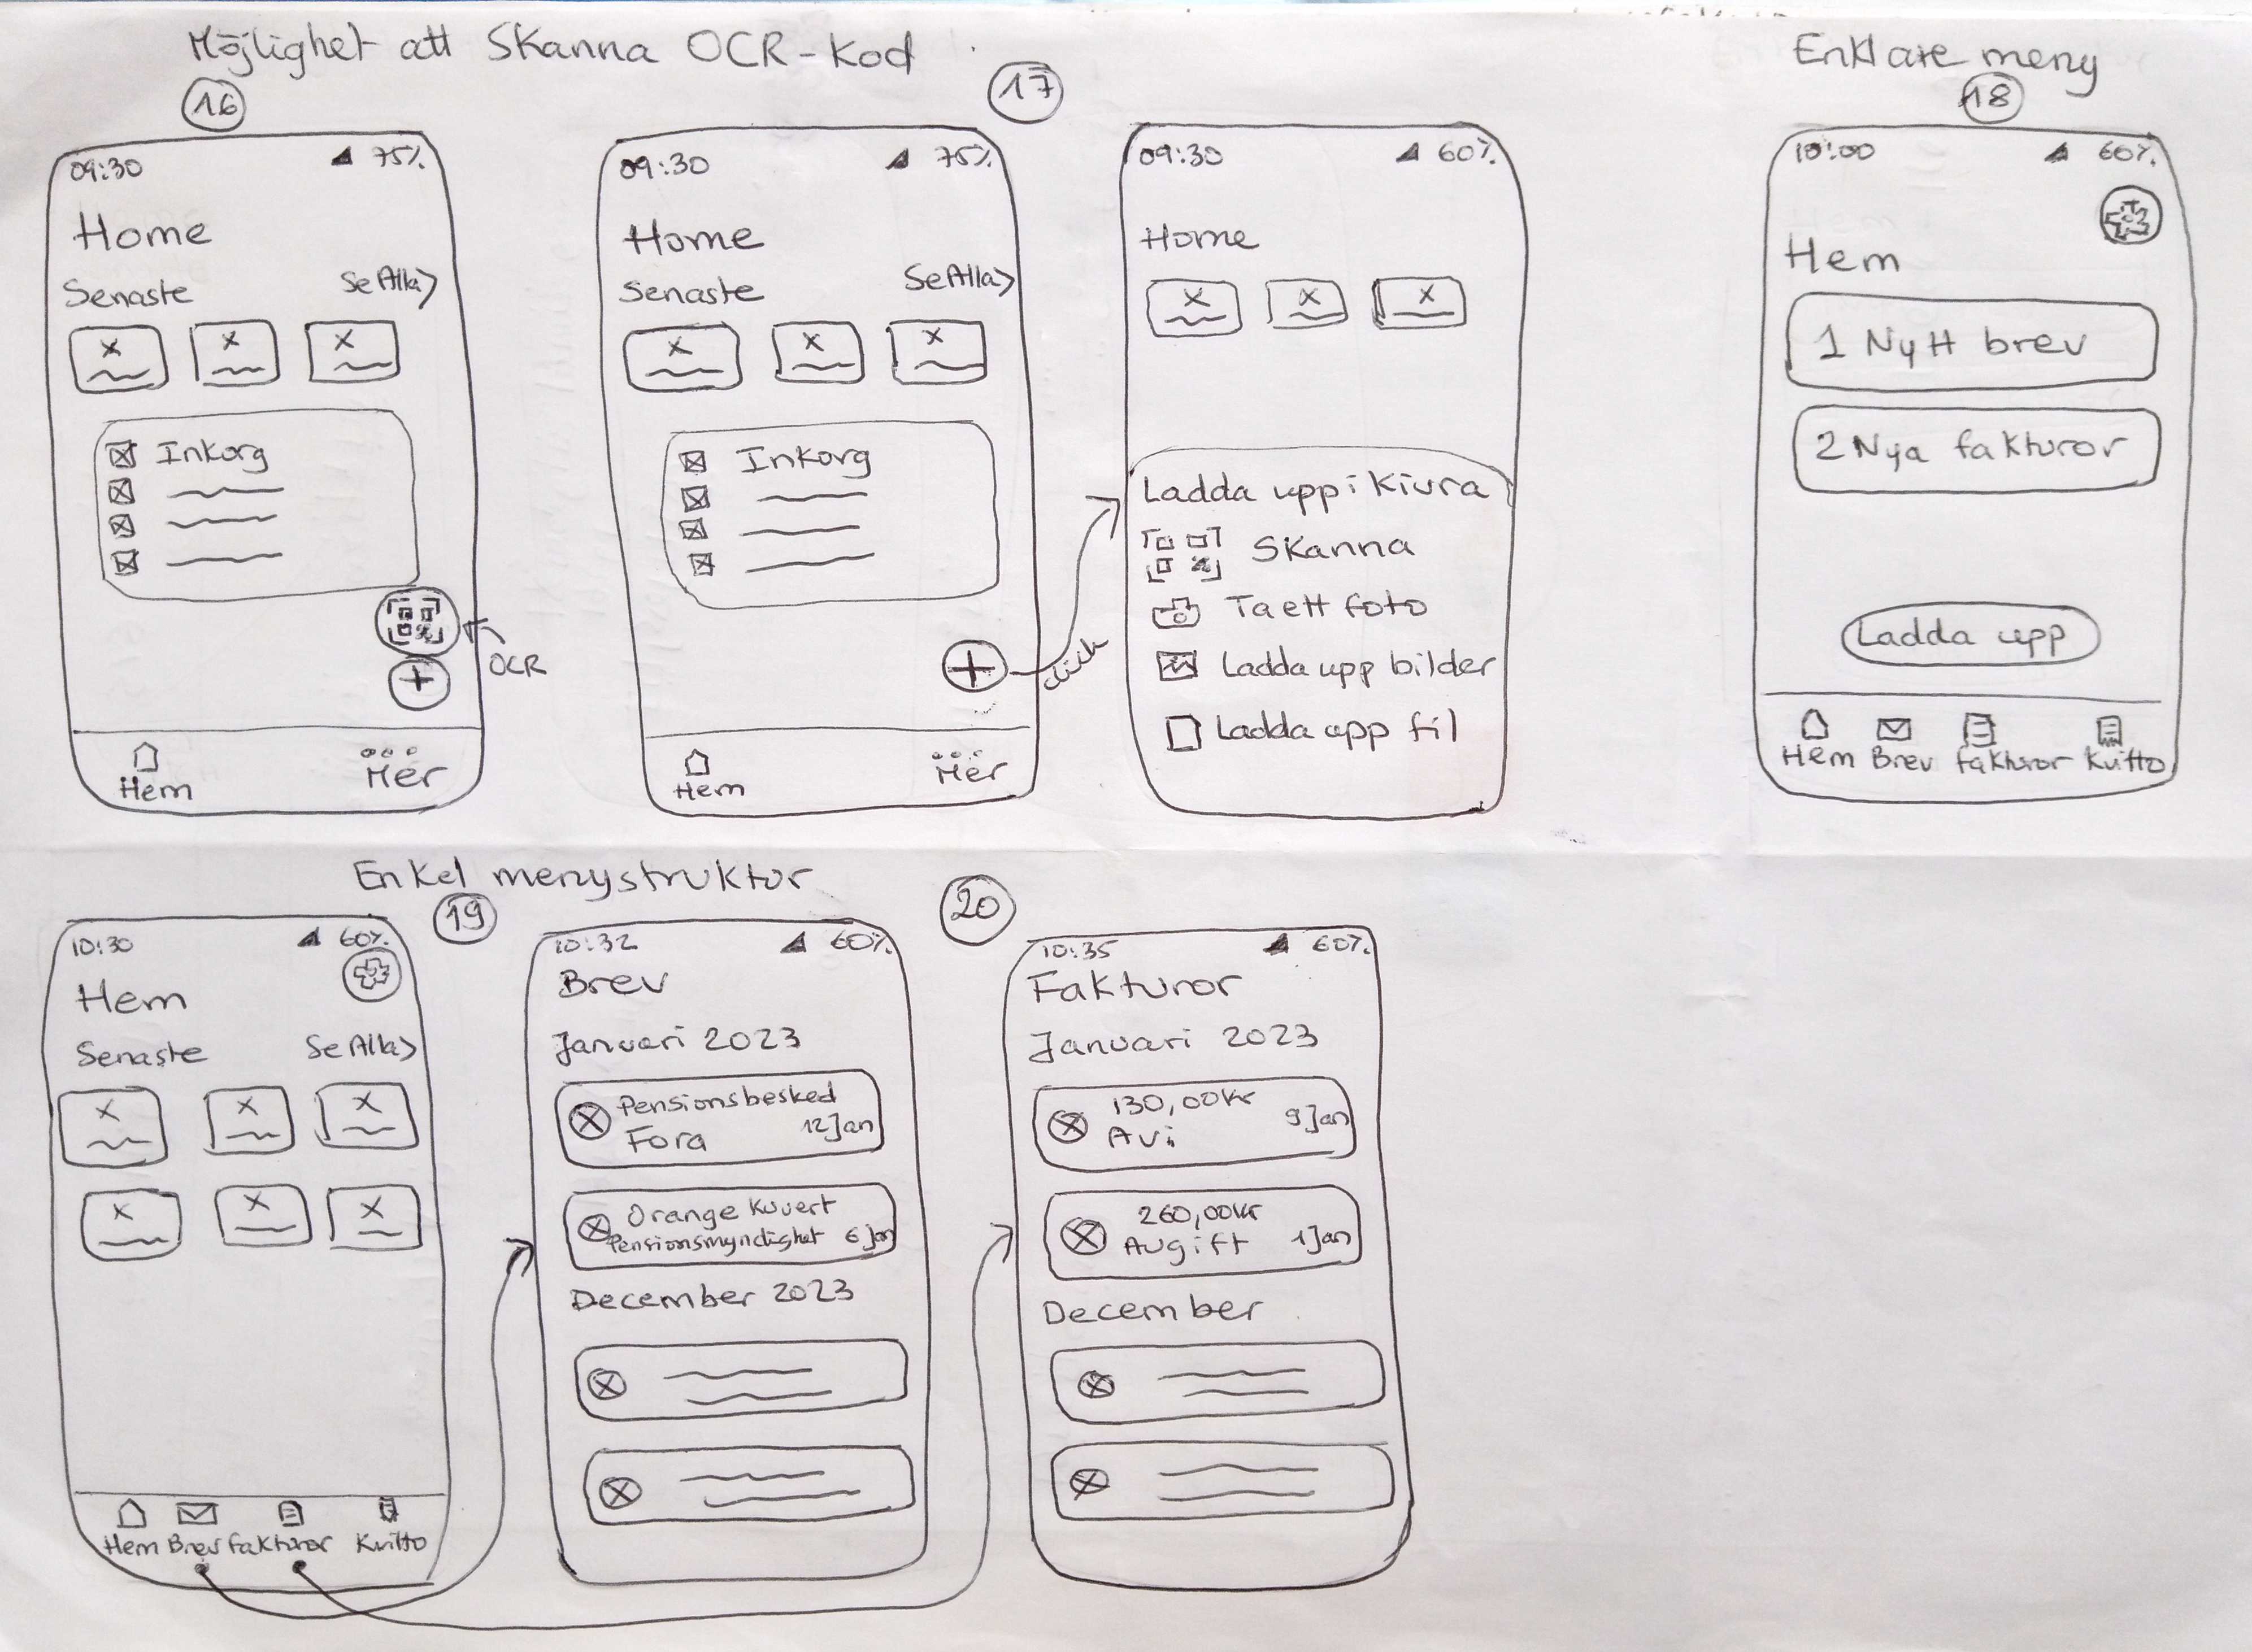 Möjlighet att Skanna OCR-Kod
16
09:30 75%
Home
Senaste Se Alla>
Inkorg
OCR
+
Hem Mer
17
09:30 75%
Home
Senaste Se Alla>
Inkorg
+
click
Hem Mer
09:30 60%
Home
Ladda upp i Kivra
Skanna
Ta ett foto
Ladda upp bilder
Ladda upp fil
Enklare meny
18
10:00 60%
Hem
1 Nytt brev
2 Nya fakturor
Ladda upp
Hem Brev fakturor Kvitto
Enkel menystruktur
19
10:30 60%
Hem
Senaste Se Alla>
Hem Brev fakturor Kvitto
10:32 60%
Brev
Januari 2023
Pensionsbesked
Fora 12 Jan
Orange Kuvert
Pensionsmyndighet 6 Jan
December 2023
20
10:35 60%
Fakturor
Januari 2023
130,00 Kr
Avi 9 Jan
260,00 Kr
Avgift 1 Jan
December